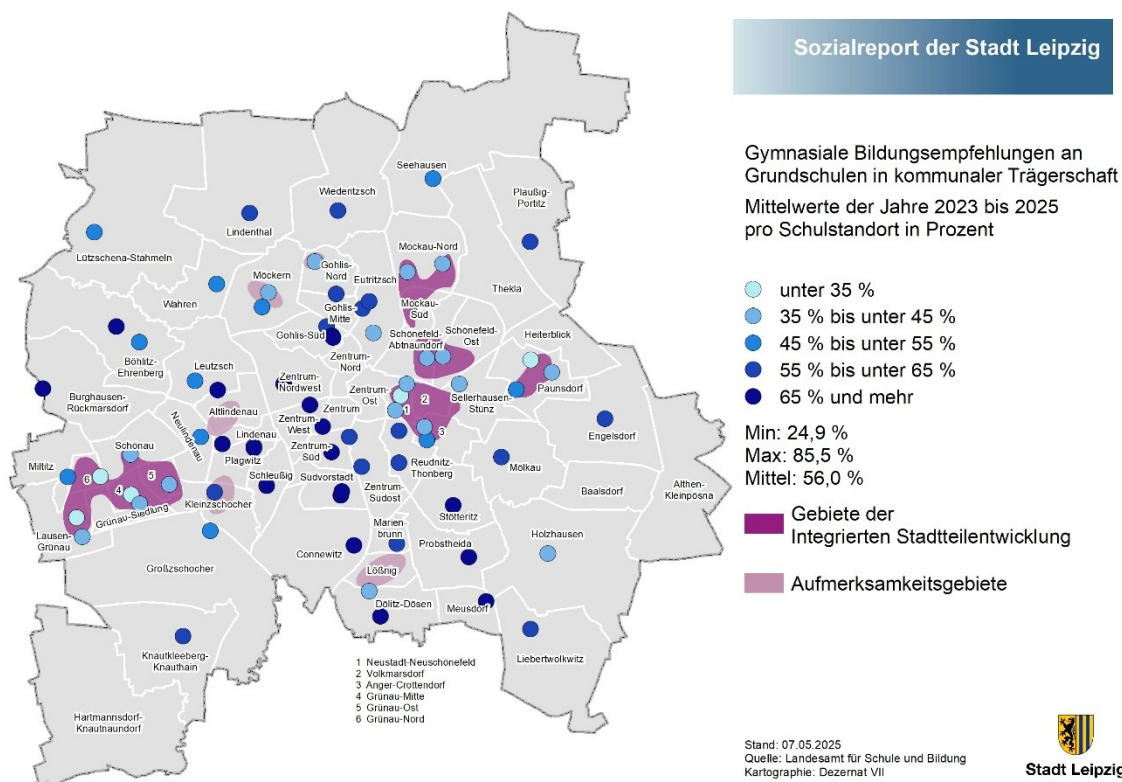 Sozialreport der Stadt Leipzig
Gymnasiale Bildungsempfehlungen an
Grundschulen in kommunaler Trägerschaft
Mittelwerte der Jahre 2023 bis 2025
pro Schulstandort in Prozent
unter 35 %
35 % bis unter 45 %
45 % bis unter 55 %
55 % bis unter 65 %
65 % und mehr
Min: 24,9 %
Max: 85,5 %
Mittel: 56,0 %
Gebiete der
Integrierten Stadtteilentwicklung
Aufmerksamkeitsgebiete
Seehausen
Wiederitzsch
Plaußig-
Portitz
Lindenthal
Lützschena-Stahmeln
Mockau-Nord
Gohlis-
Nord
Möckern
Eutritzsch
Thekla
Wahren
Gohlis-
Mitte
Mockau-
Süd
Gohlis-Süd
Schönefeld-
Abtnaundorf
Schönefeld-
Ost
Heiterblick
Böhlitz-
Ehrenberg
Leutzsch
Zentrum-
Nord
Zentrum-
Nordwest
Zentrum-
Ost
Sellerhausen-
Stünz
Paunsdorf
Burghausen-
Rückmarsdorf
Altlindenau
Neulindenau
Lindenau
Zentrum-
West
Zentrum
1
2
3
Engelsdorf
Schönau
Plagwitz
Zentrum-
Süd
Reudnitz-
Thonberg
Mölkau
Miltitz
6
5
4
Schleußig
Südvorstadt
Zentrum-
Südost
Baalsdorf
Althen-
Kleinpösna
Grünau-Siedlung
Kleinzschocher
Stötteritz
Lausen-
Grünau
Marien-
brunn
Probstheida
Holzhausen
Großzschocher
Connewitz
Lößnig
Dölitz-Dösen
Meusdorf
Liebertwolkwitz
Knautkleeberg-
Knauthain
Hartmannsdorf-
Knautnaundorf
1 Neustadt-Neuschönefeld
2 Volkmarsdorf
3 Anger-Crottendorf
4 Grünau-Mitte
5 Grünau-Ost
6 Grünau-Nord
Stand: 07.05.2025
Quelle: Landesamt für Schule und Bildung
Kartographie: Dezernat VII
Stadt Leipzig